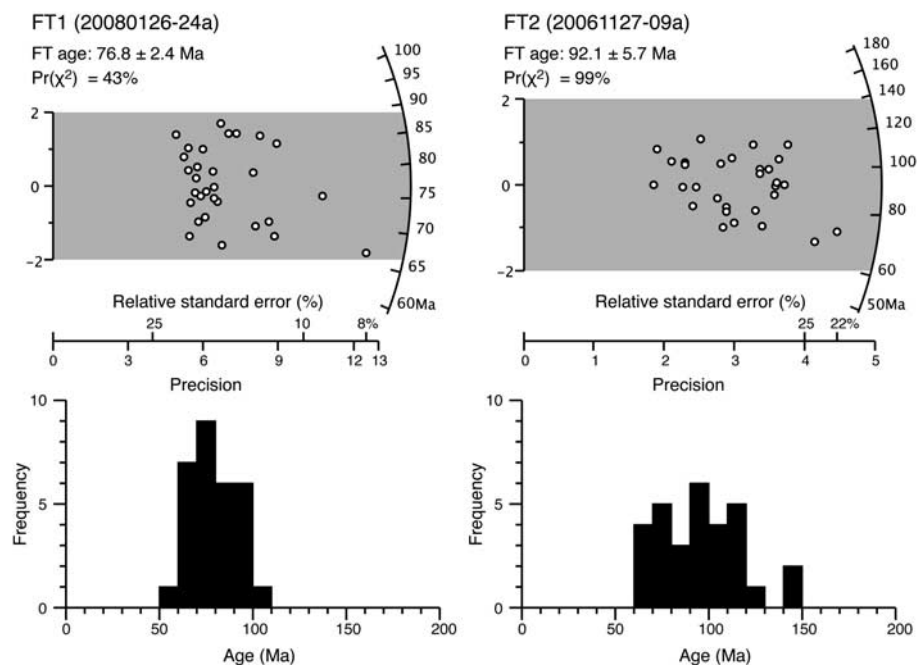 FT1 (20080126-24a)
FT age: 76.8 ± 2.4 Ma
Pr(χ²) = 43%
100
95
90
85
80
75
70
65
60Ma
2
0
−2
Relative standard error (%)
25 10 8%
0 3 6 9 12 13
Precision
10
5
0
Frequency
0 50 100 150 200
Age (Ma)
FT2 (20061127-09a)
FT age: 92.1 ± 5.7 Ma
Pr(χ²) = 99%
180
160
140
120
100
80
60
50Ma
2
0
−2
Relative standard error (%)
25 22%
0 1 2 3 4 5
Precision
10
5
0
Frequency
0 50 100 150 200
Age (Ma)